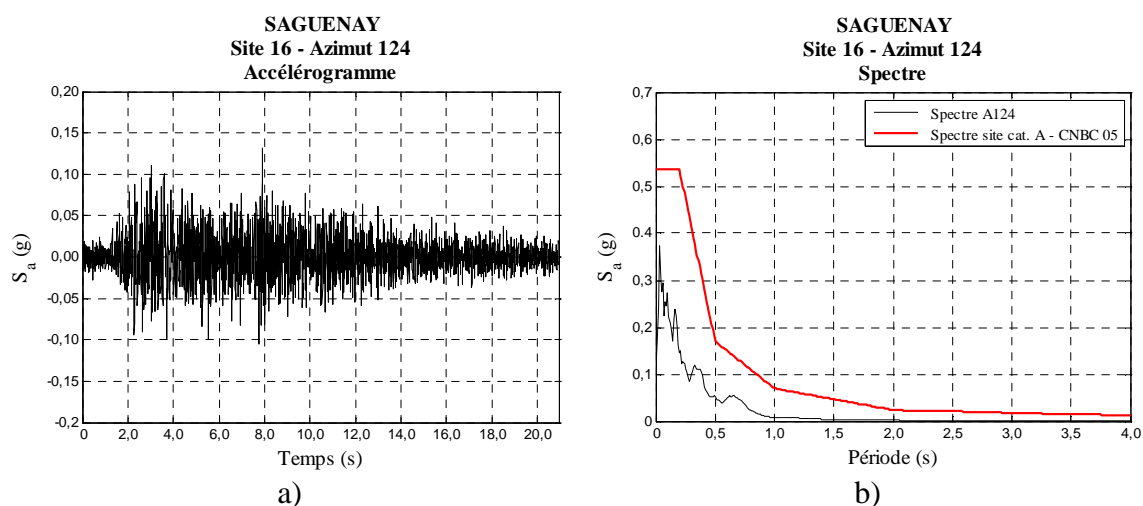 SAGUENAY
Site 16 - Azimut 124
Accélérogramme
0,20
0,15
0,10
0,05
0,00
-0,05
-0,10
-0,15
-0,2
S_a (g)
0 2,0 4,0 6,0 8,0 10,0 12,0 14,0 16,0 18,0 20,0
Temps (s)
a)
SAGUENAY
Site 16 - Azimut 124
Spectre
0,7
0,6
0,5
0,4
0,3
0,2
0,1
0
S_a (g)
Spectre A124
Spectre site cat. A - CNBC 05
0 0,5 1,0 1,5 2,0 2,5 3,0 3,5 4,0
Période (s)
b)